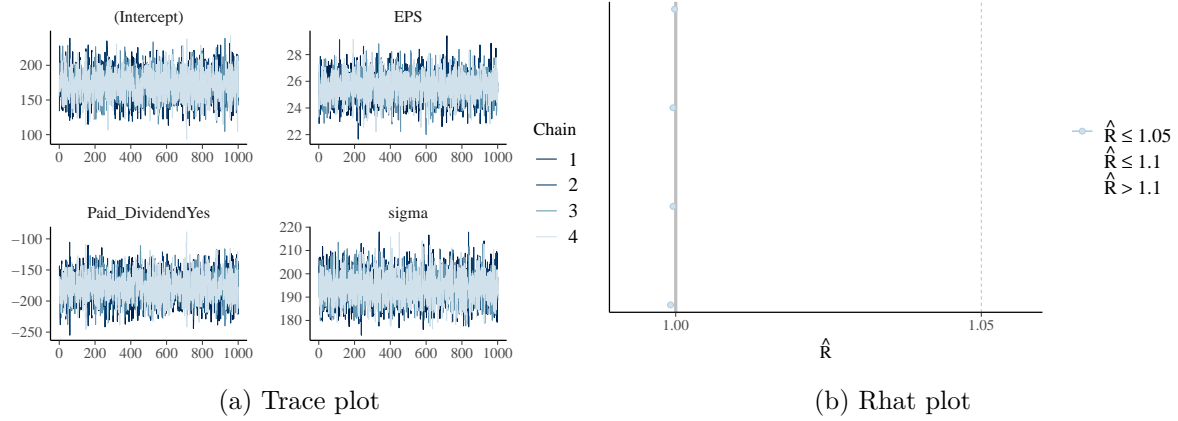 (Intercept)
EPS
200
150
100
28
26
24
22
0 200 400 600 800 1000
0 200 400 600 800 1000
Paid_DividendYes
sigma
−100
−150
−200
−250
220
210
200
190
180
0 200 400 600 800 1000
0 200 400 600 800 1000
Chain
1
2
3
4
(a) Trace plot
R̂ ≤ 1.05
R̂ ≤ 1.1
R̂ > 1.1
1.00 1.05
R̂
(b) Rhat plot